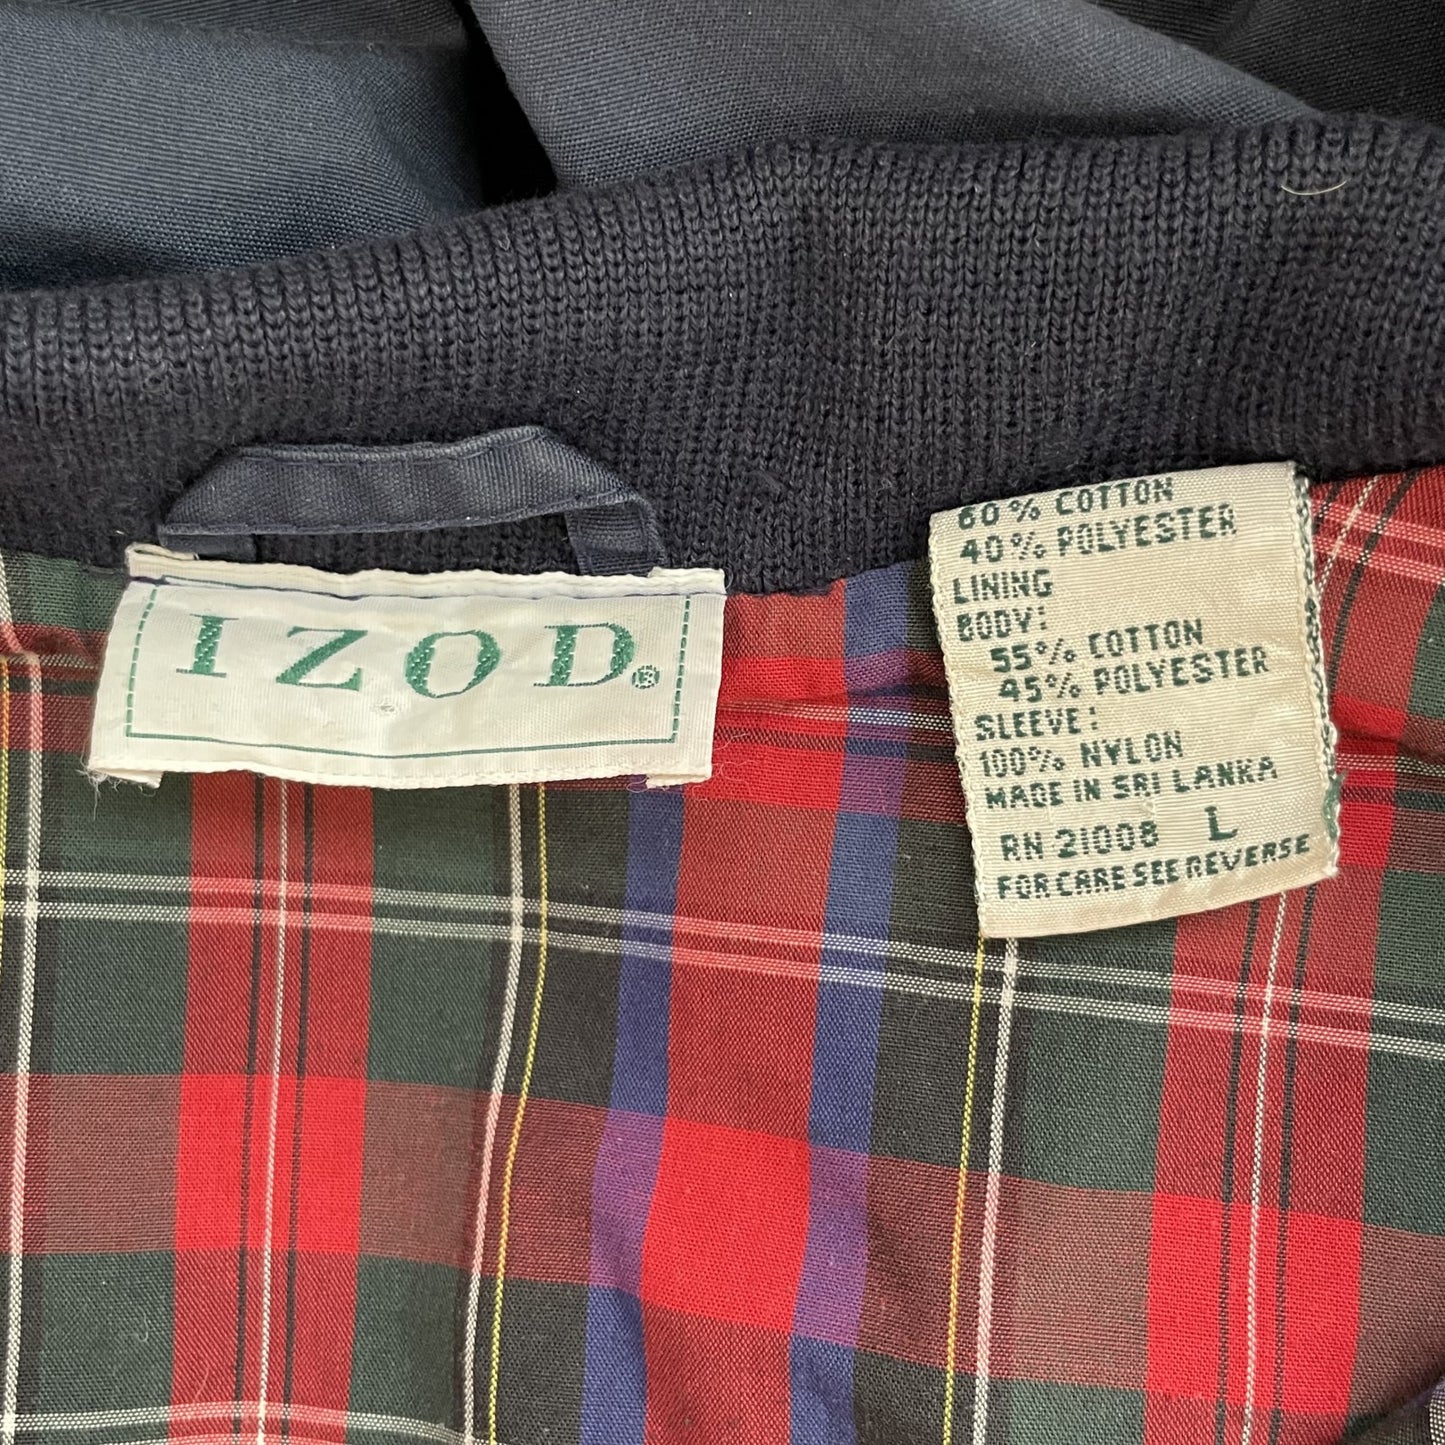 IZOD®
60% COTTON
40% POLYESTER
LINING
BODY:
55% COTTON
45% POLYESTER
SLEEVE:
100% NYLON
MADE IN SRI LANKA
RN 21008 L
FOR CARE SEE REVERSE